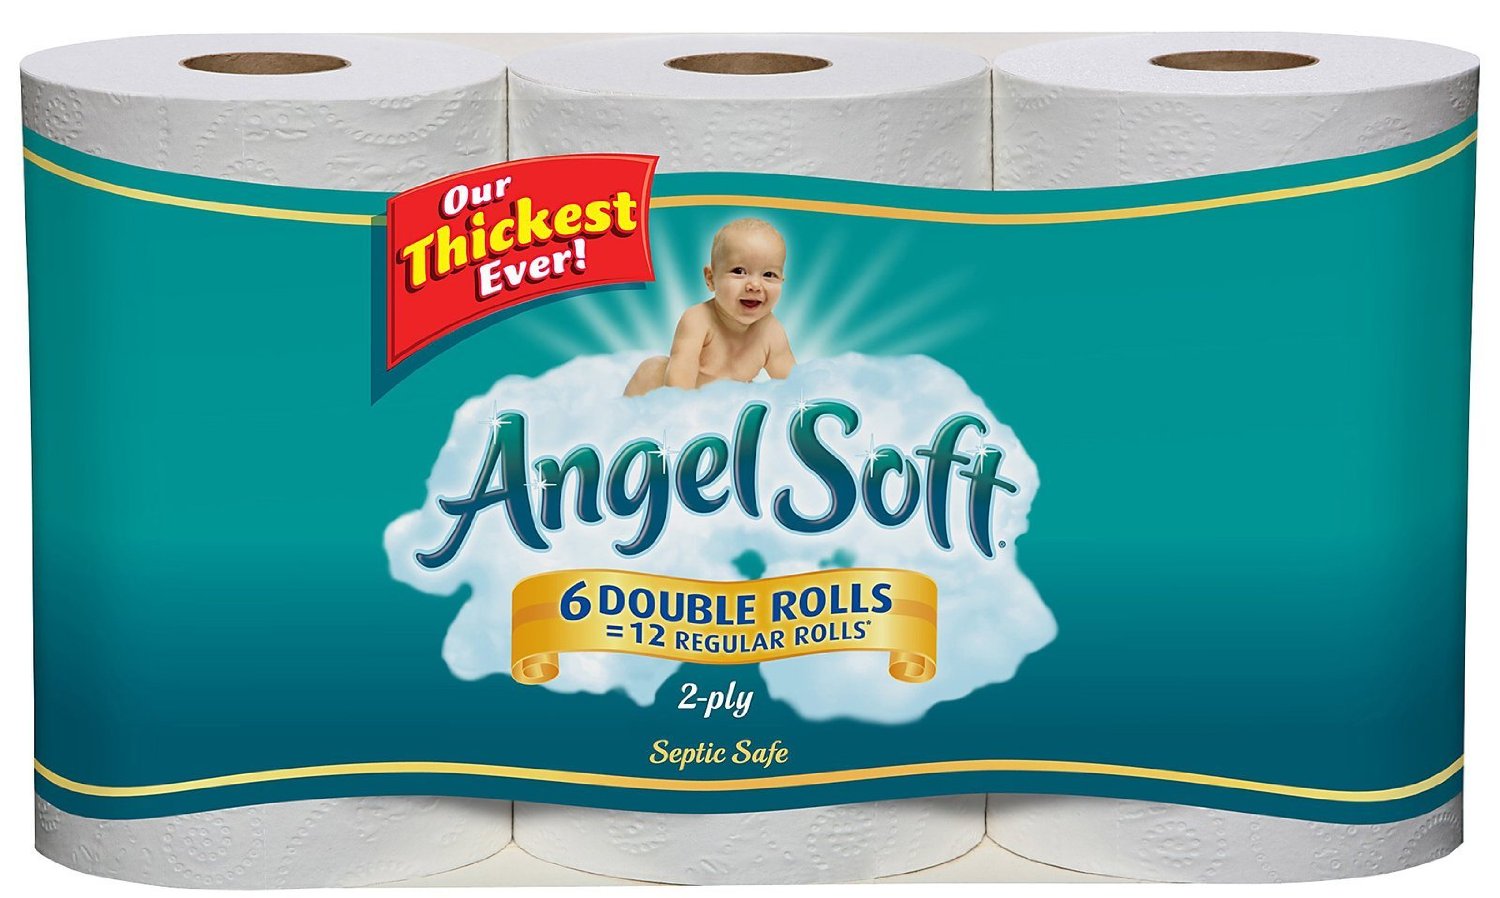 Our
Thickest
Ever!
Angel Soft®
6 DOUBLE ROLLS
= 12 REGULAR ROLLS*
2-ply
Septic Safe